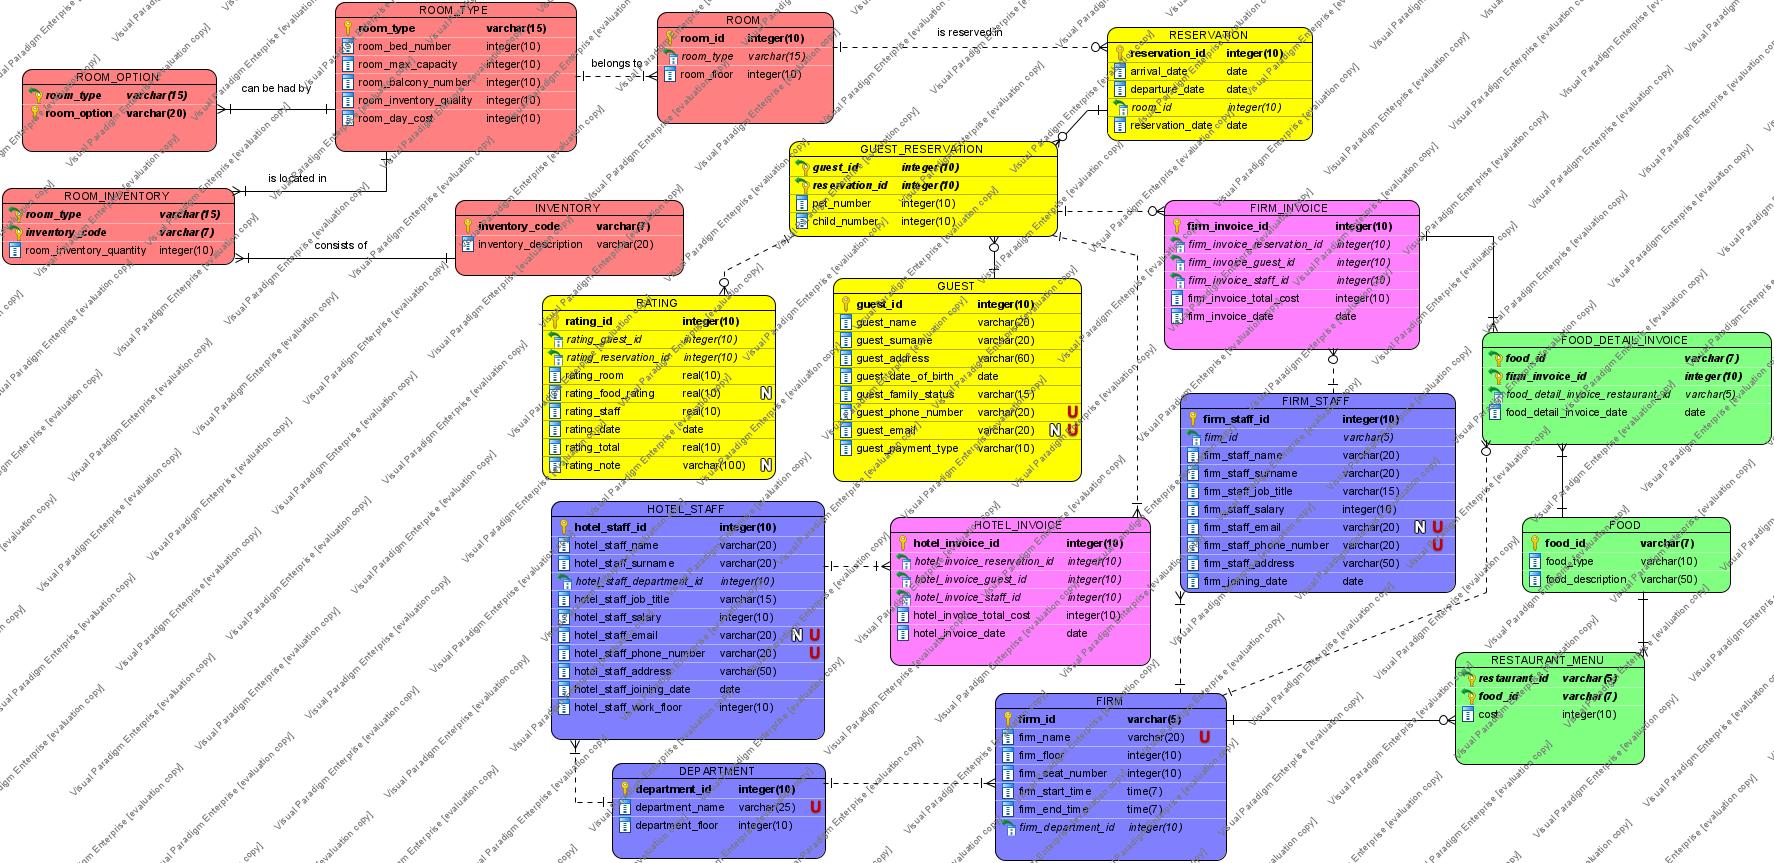 ROOM_TYPE
room_type varchar(15)
room_bed_number integer(10)
room_max_capacity integer(10)
room_balcony_number integer(10)
room_inventory_quality integer(10)
room_day_cost integer(10)
ROOM
room_id integer(10)
room_type varchar(15)
room_floor integer(10)
is reserved in
RESERVATION
reservation_id integer(10)
arrival_date date
departure_date date
room_id integer(10)
reservation_date date
belongs to
ROOM_OPTION
room_type varchar(15)
room_option varchar(20)
can be had by
GUEST_RESERVATION
guest_id integer(10)
reservation_id integer(10)
pet_number integer(10)
child_number integer(10)
is located in
ROOM_INVENTORY
room_type varchar(15)
inventory_code varchar(7)
room_inventory_quantity integer(10)
consists of
INVENTORY
inventory_code varchar(7)
inventory_description varchar(20)
FIRM_INVOICE
firm_invoice_id integer(10)
firm_invoice_reservation_id integer(10)
firm_invoice_guest_id integer(10)
firm_invoice_staff_id integer(10)
firm_invoice_total_cost integer(10)
firm_invoice_date date
RATING
rating_id integer(10)
rating_guest_id integer(10)
rating_reservation_id integer(10)
rating_room real(10)
rating_food_rating real(10) N
rating_staff real(10)
rating_date date
rating_total real(10)
rating_note varchar(100) N
GUEST
guest_id integer(10)
guest_name varchar(20)
guest_surname varchar(20)
guest_address varchar(60)
guest_date_of_birth date
guest_family_status varchar(15)
guest_phone_number varchar(20) U
guest_email varchar(20) N U
guest_payment_type varchar(10)
FOOD_DETAIL_INVOICE
food_id varchar(7)
firm_invoice_id integer(10)
food_detail_invoice_restaurant_id varchar(5)
food_detail_invoice_date date
FIRM_STAFF
firm_staff_id integer(10)
firm_id varchar(5)
firm_staff_name varchar(20)
firm_staff_surname varchar(20)
firm_staff_job_title varchar(15)
firm_staff_salary integer(10)
firm_staff_email varchar(20) N U
firm_staff_phone_number varchar(20) U
firm_staff_address varchar(50)
firm_joining_date date
HOTEL_STAFF
hotel_staff_id integer(10)
hotel_staff_name varchar(20)
hotel_staff_surname varchar(20)
hotel_staff_department_id integer(10)
hotel_staff_job_title varchar(15)
hotel_staff_salary integer(10)
hotel_staff_email varchar(20) N U
hotel_staff_phone_number varchar(20) U
hotel_staff_address varchar(50)
hotel_staff_joining_date date
hotel_staff_work_floor integer(10)
HOTEL_INVOICE
hotel_invoice_id integer(10)
hotel_invoice_reservation_id integer(10)
hotel_invoice_guest_id integer(10)
hotel_invoice_staff_id integer(10)
hotel_invoice_total_cost integer(10)
hotel_invoice_date date
FOOD
food_id varchar(7)
food_type varchar(10)
food_description varchar(50)
RESTAURANT_MENU
restaurant_id varchar(5)
food_id varchar(7)
cost integer(10)
FIRM
firm_id varchar(5)
firm_name varchar(20) U
firm_floor integer(10)
firm_ceat_number integer(10)
firm_start_time time(7)
firm_end_time time(7)
firm_department_id integer(10)
DEPARTMENT
department_id integer(10)
department_name varchar(25) U
department_floor integer(10)
Visual Paradigm Enterprise [evaluation copy]